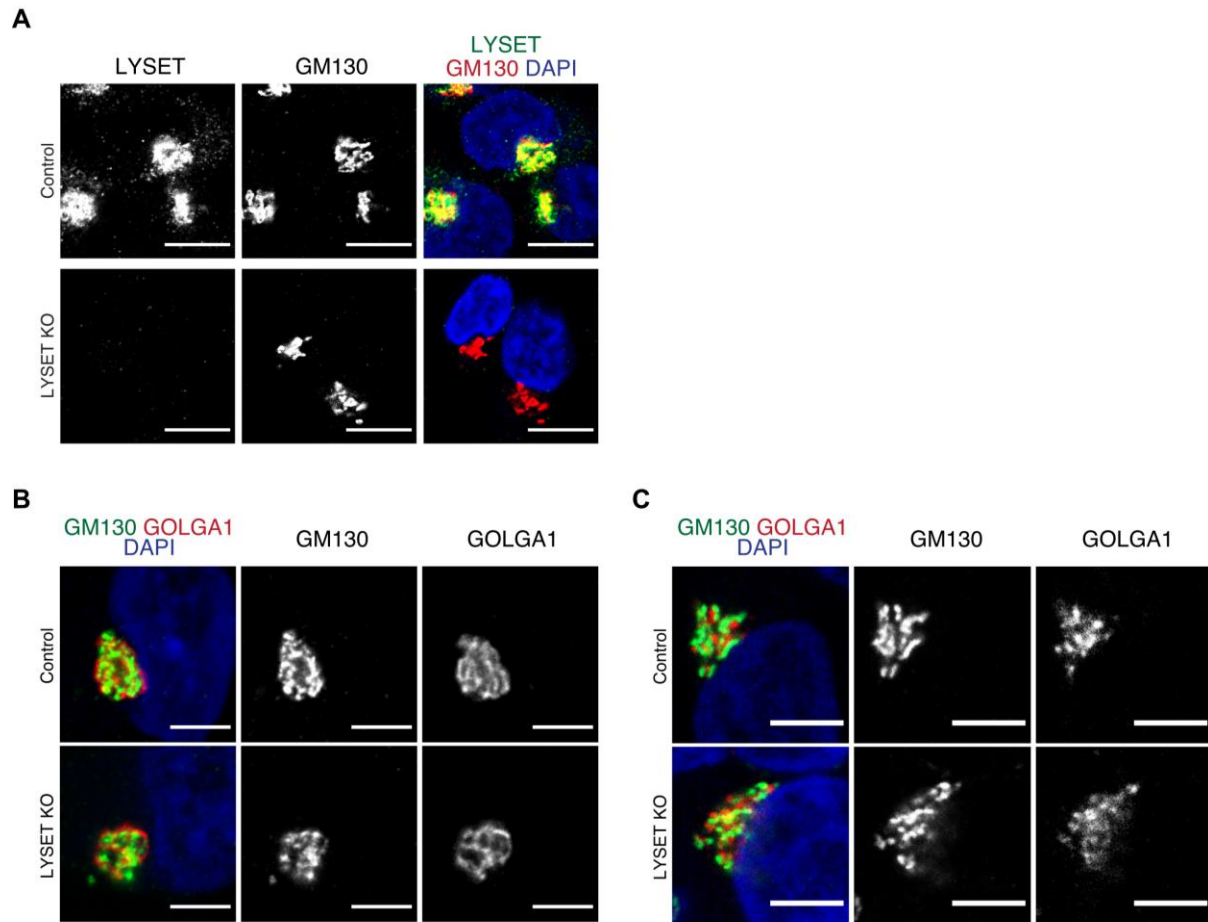 A
LYSET
GM130
LYSET
GM130 DAPI
Control
LYSET KO
B
GM130 GOLGA1
DAPI
GM130
GOLGA1
Control
LYSET KO
C
GM130 GOLGA1
DAPI
GM130
GOLGA1
Control
LYSET KO